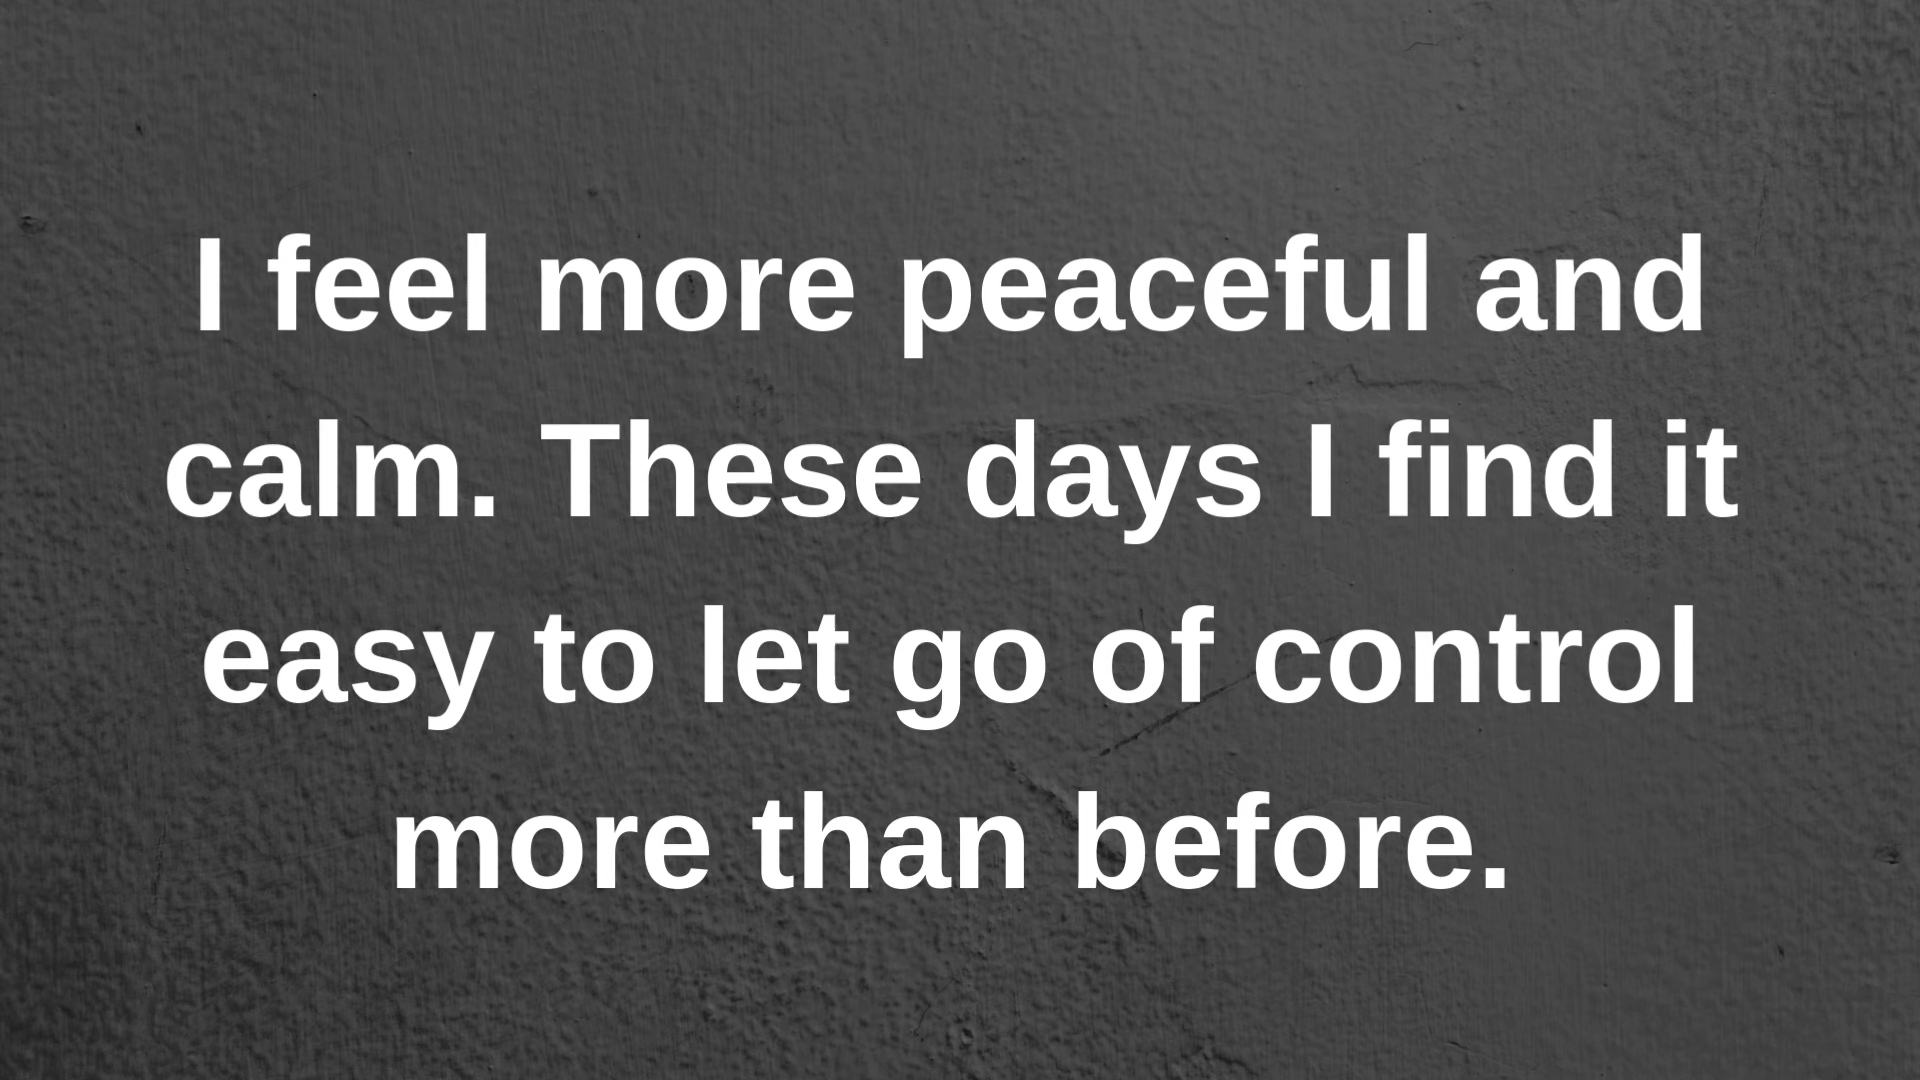 I feel more peaceful and
calm. These days I find it
easy to let go of control
more than before.